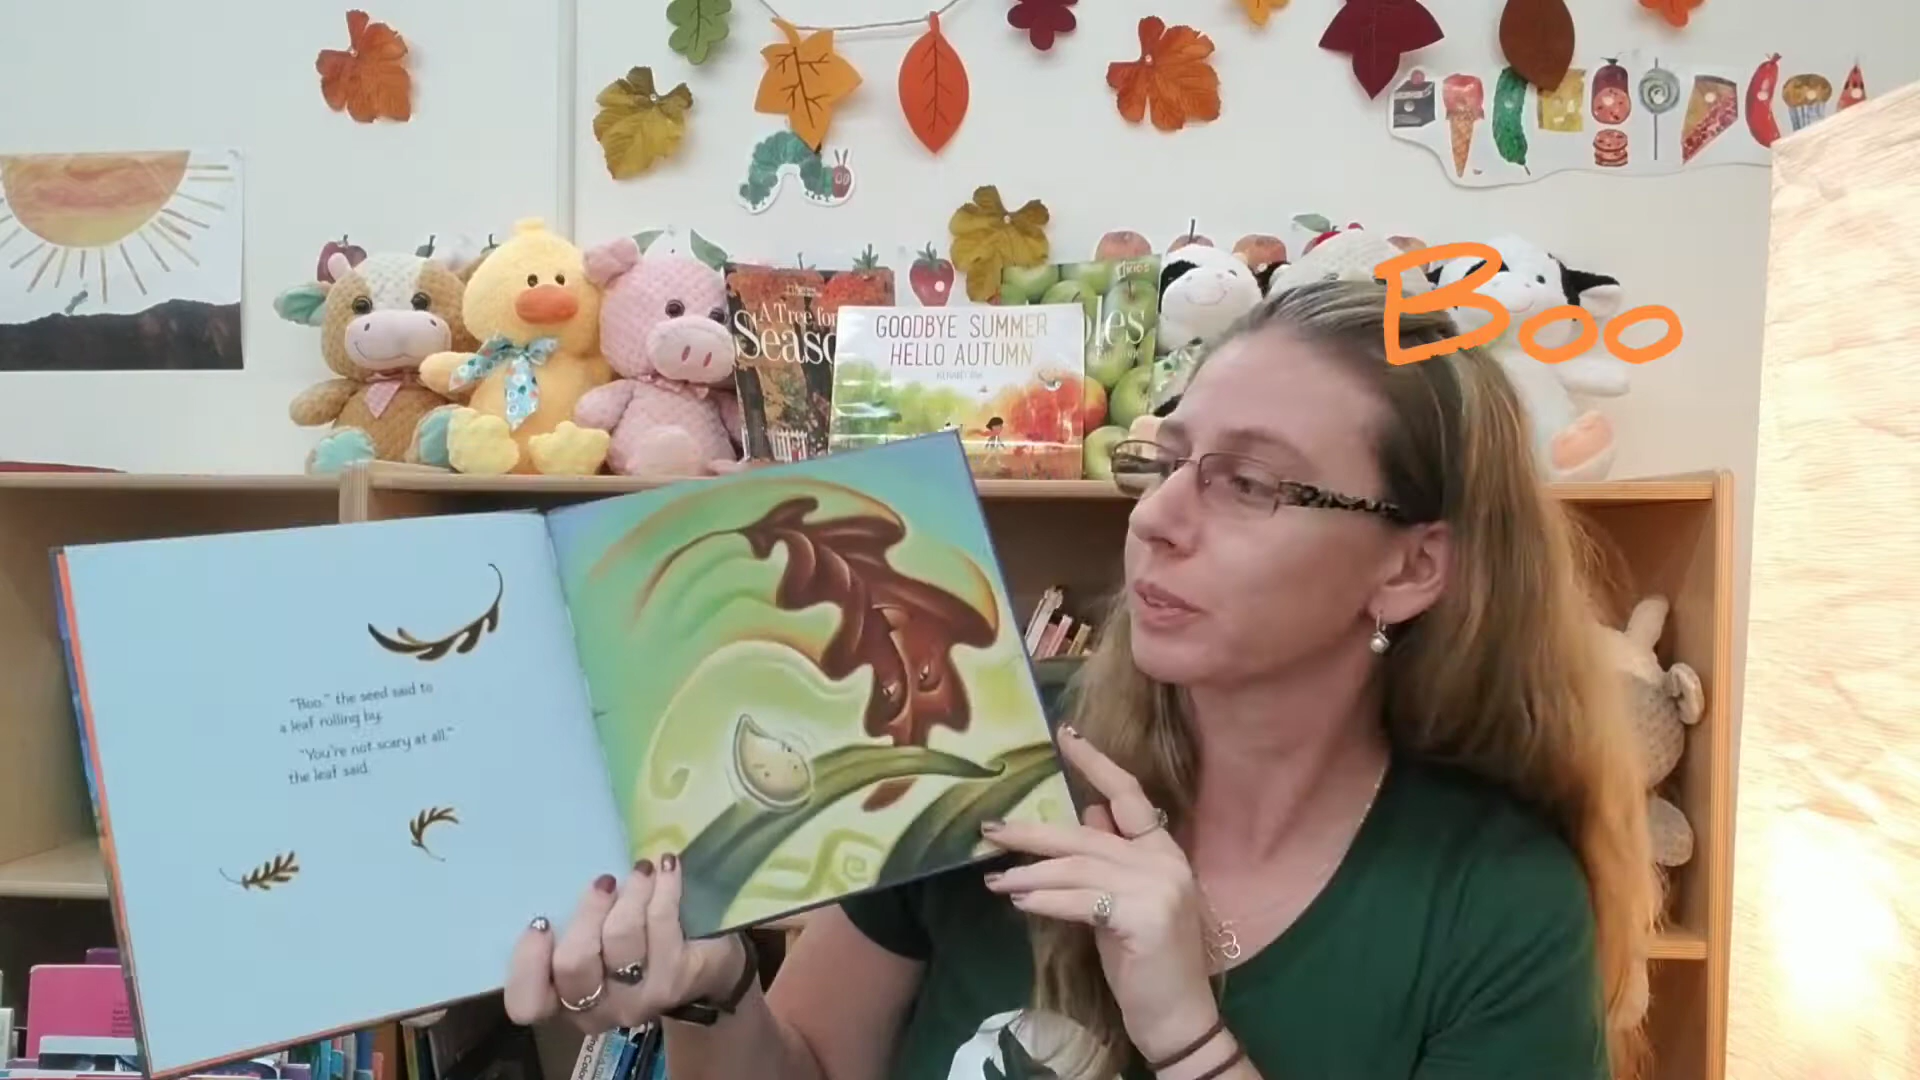 A Tree for
GOODBYE SUMMER
HELLO AUTUMN
Boo
"Boo," the seed said to
a leaf rolling by.
"You're not scary at all,"
the leaf said.